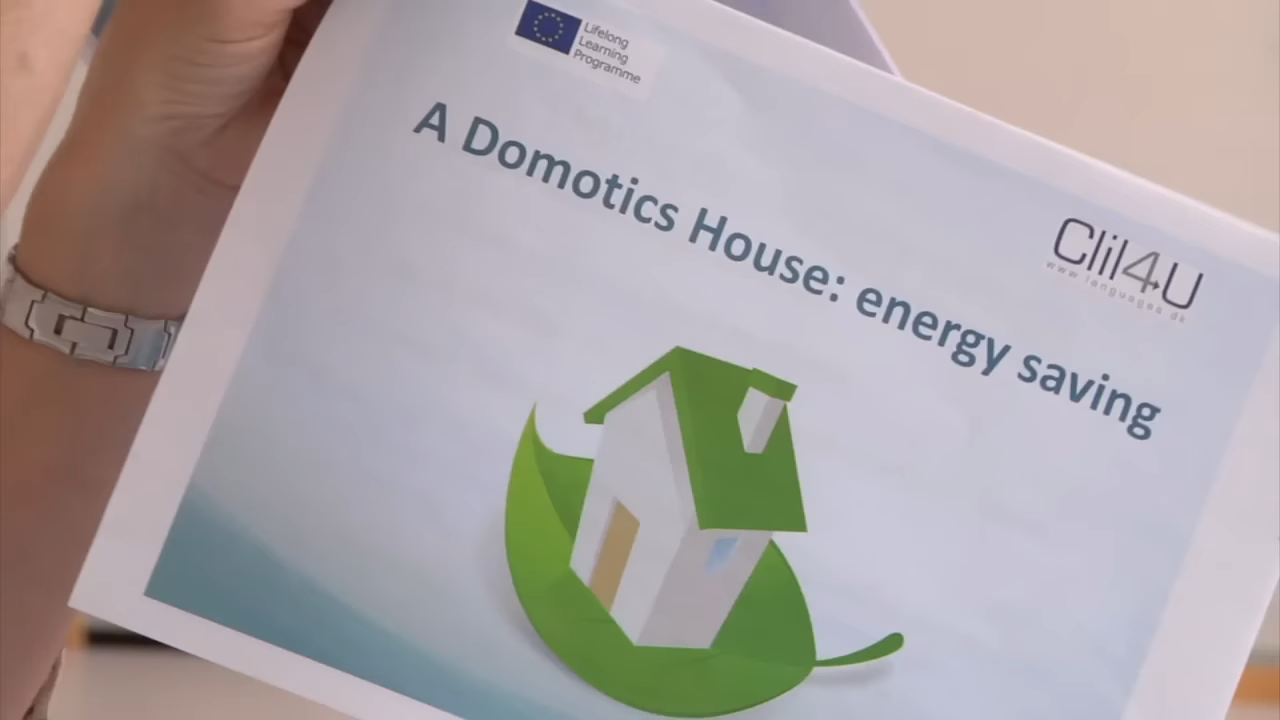 Lifelong
Learning
Programme
A Domotics House: energy saving
Clil4U
www languages dk